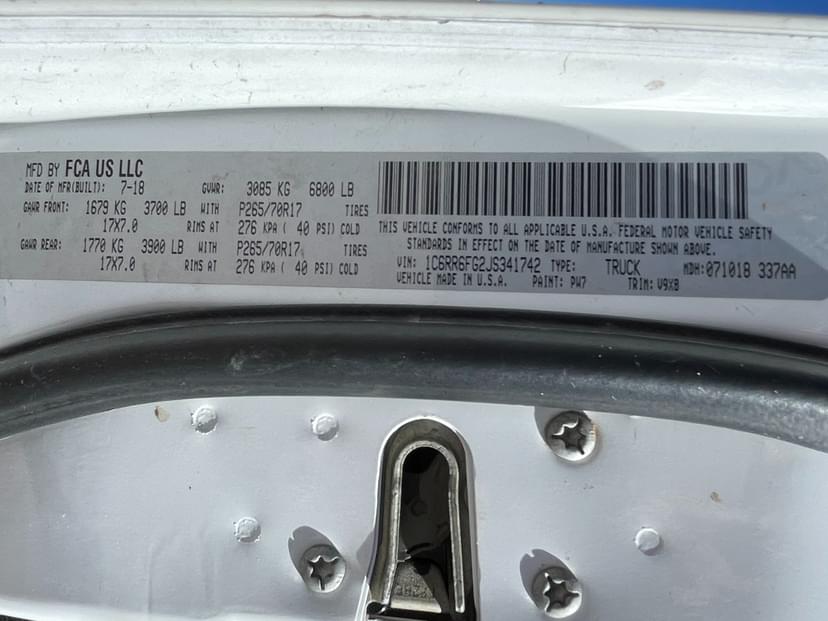 MFD BY FCA US LLC
DATE OF MFR(BUILT): 7-18 GVWR: 3085 KG 6800 LB
GAWR FRONT: 1679 KG 3700 LB WITH P265/70R17 TIRES
17X7.0 RIMS AT 276 KPA ( 40 PSI) COLD
GAWR REAR: 1770 KG 3900 LB WITH P265/70R17 TIRES
17X7.0 RIMS AT 276 KPA ( 40 PSI) COLD
THIS VEHICLE CONFORMS TO ALL APPLICABLE U.S.A. FEDERAL MOTOR VEHICLE SAFETY
STANDARDS IN EFFECT ON THE DATE OF MANUFACTURE SHOWN ABOVE.
VIN: 1C6RR6FG2JS341742 TYPE: TRUCK MDH:071018 337AA
VEHICLE MADE IN U.S.A. PAINT: PW7 TRIM: V9X8